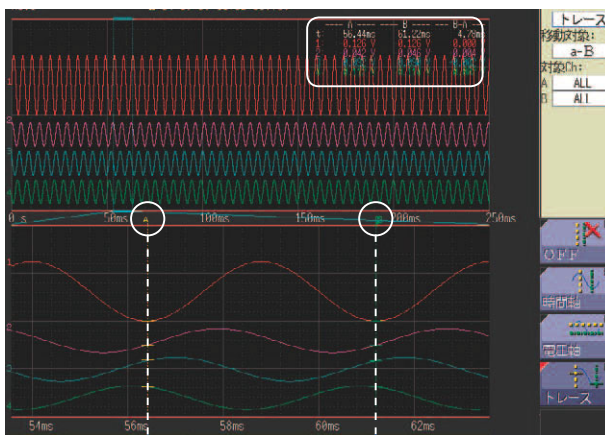 A B B-A
t: 56.44ms 61.22ms 4.78ms
0.126 V 0.126 V 0.000
トレース
移動対象:
a-B
対象Ch:
A ALL
B ALL
1
2
3
4
0 s 50ms A 100ms 150ms B 200ms 250ms
OFF
時間軸
電圧軸
トレース
1
2
3
4
54ms 56ms 58ms 60ms 62ms